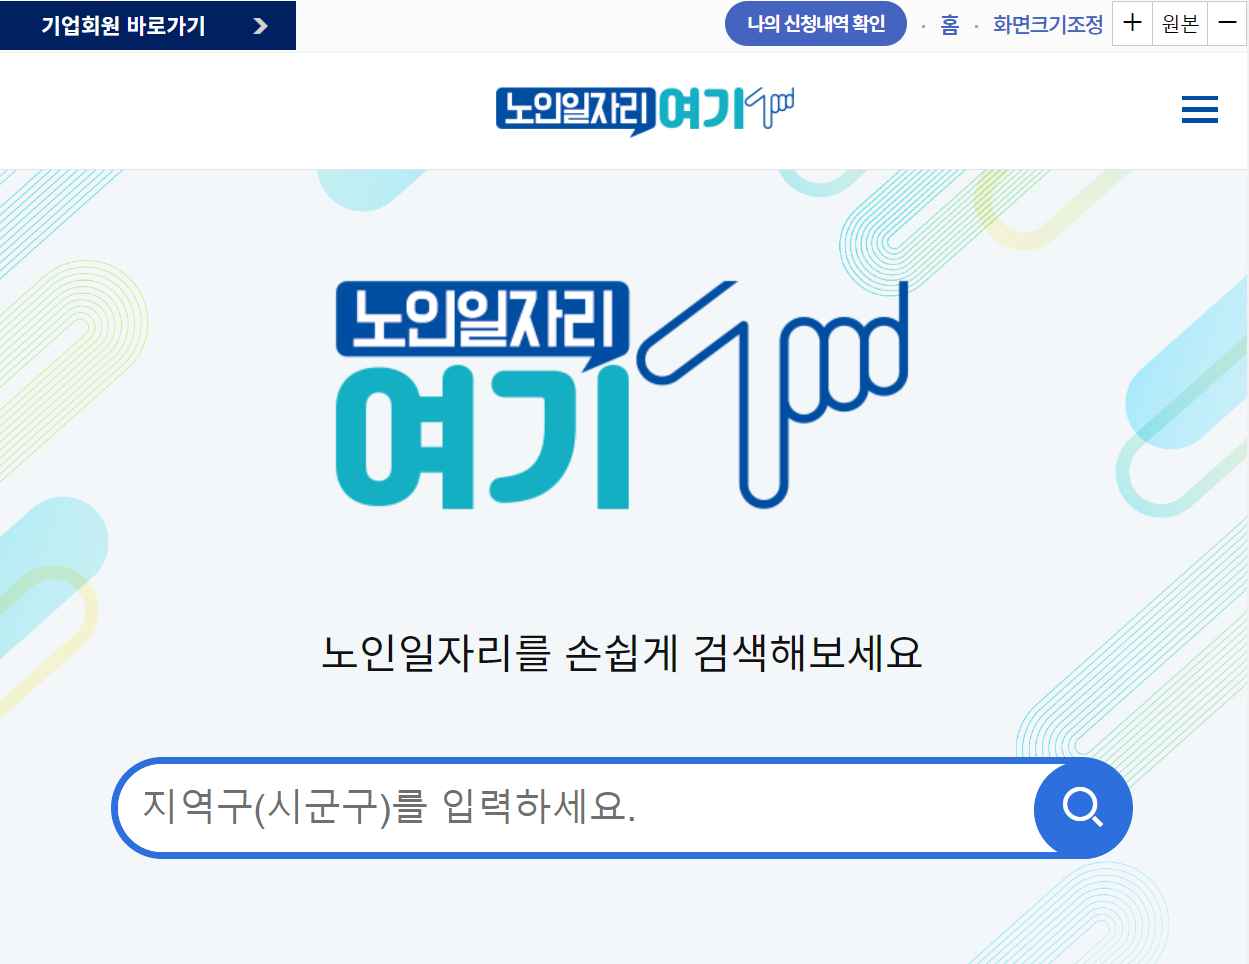 기업회원 바로가기
나의 신청내역 확인
홈
화면크기조정
+ 원본 −
노인일자리 여기
노인일자리
여기
노인일자리를 손쉽게 검색해보세요
지역구(시군구)를 입력하세요.